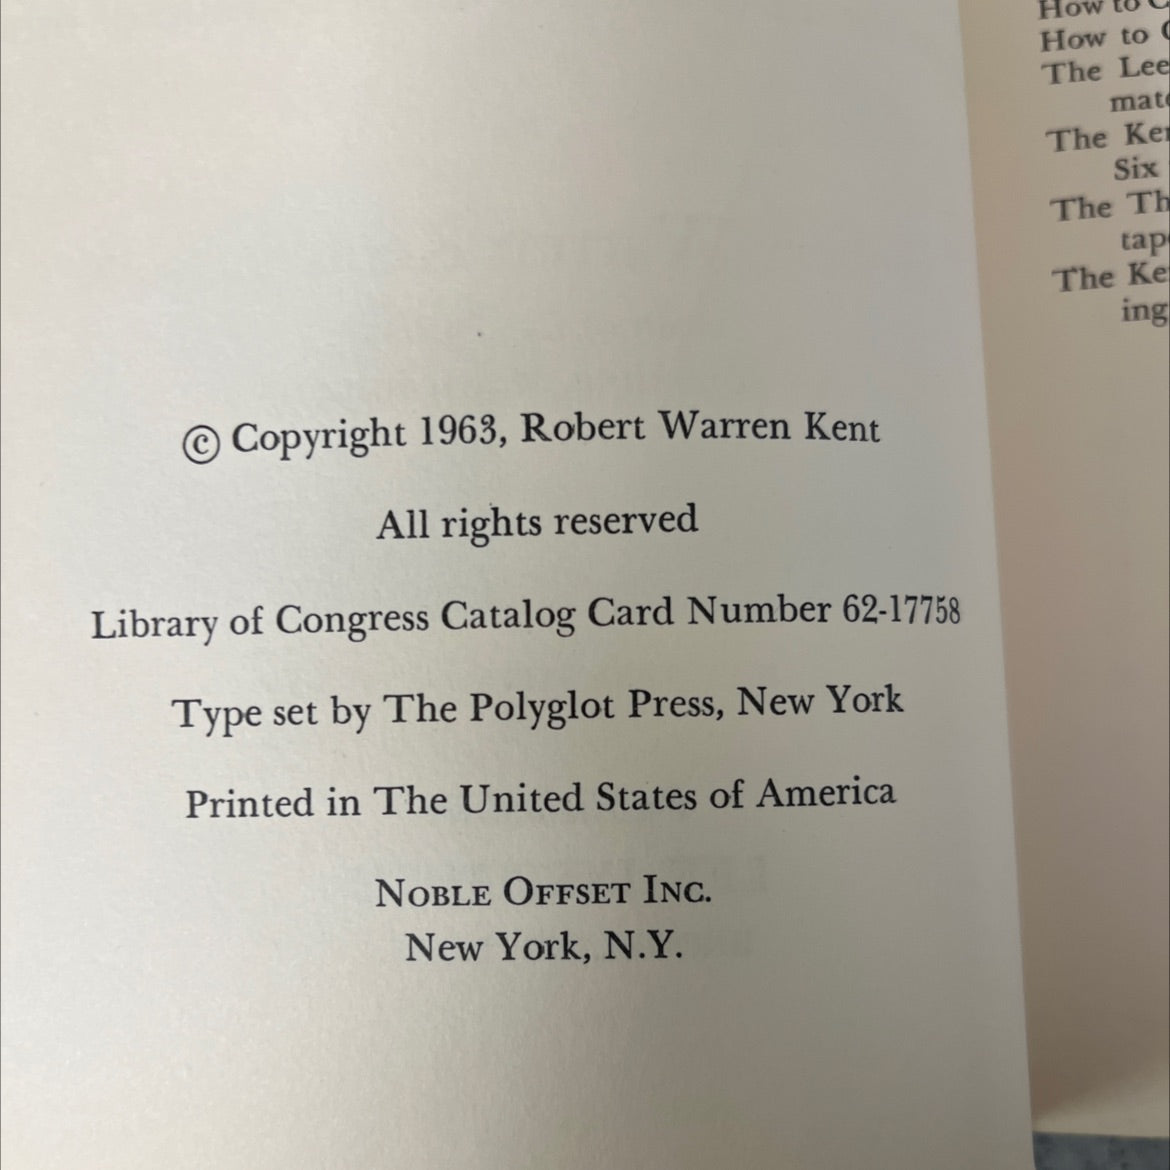 © Copyright 1963, Robert Warren Kent
All rights reserved
Library of Congress Catalog Card Number 62-17758
Type set by The Polyglot Press, New York
Printed in The United States of America
NOBLE OFFSET INC.
New York, N.Y.
How to
How to
The Lee
The
Six
The
The
ing